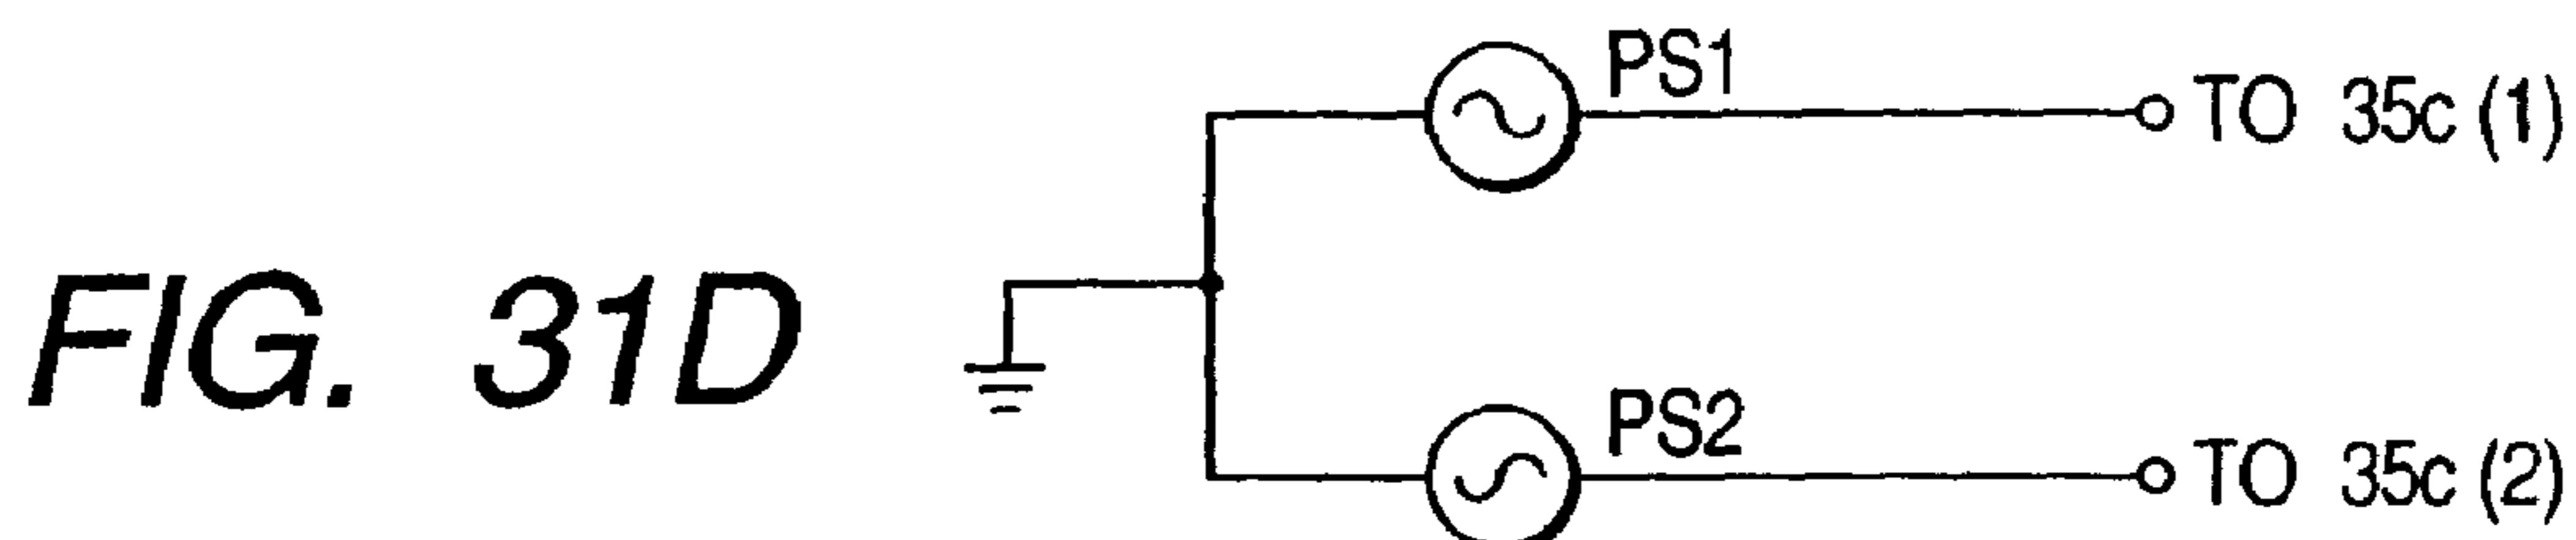 PS1
TO 35c (1)
FIG. 31D
PS2
TO 35c (2)